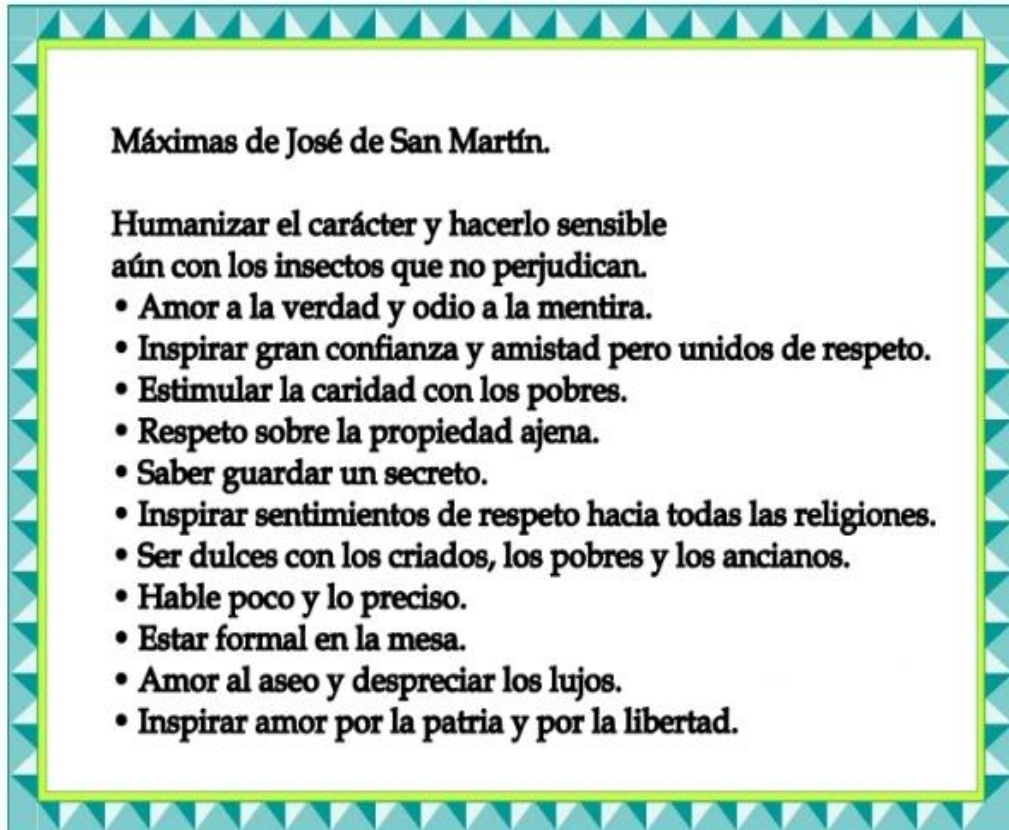 Máximas de José de San Martín.
Humanizar el carácter y hacerlo sensible
aún con los insectos que no perjudican.
• Amor a la verdad y odio a la mentira.
• Inspirar gran confianza y amistad pero unidos de respeto.
• Estimular la caridad con los pobres.
• Respeto sobre la propiedad ajena.
• Saber guardar un secreto.
• Inspirar sentimientos de respeto hacia todas las religiones.
• Ser dulces con los criados, los pobres y los ancianos.
• Hable poco y lo preciso.
• Estar formal en la mesa.
• Amor al aseo y despreciar los lujos.
• Inspirar amor por la patria y por la libertad.